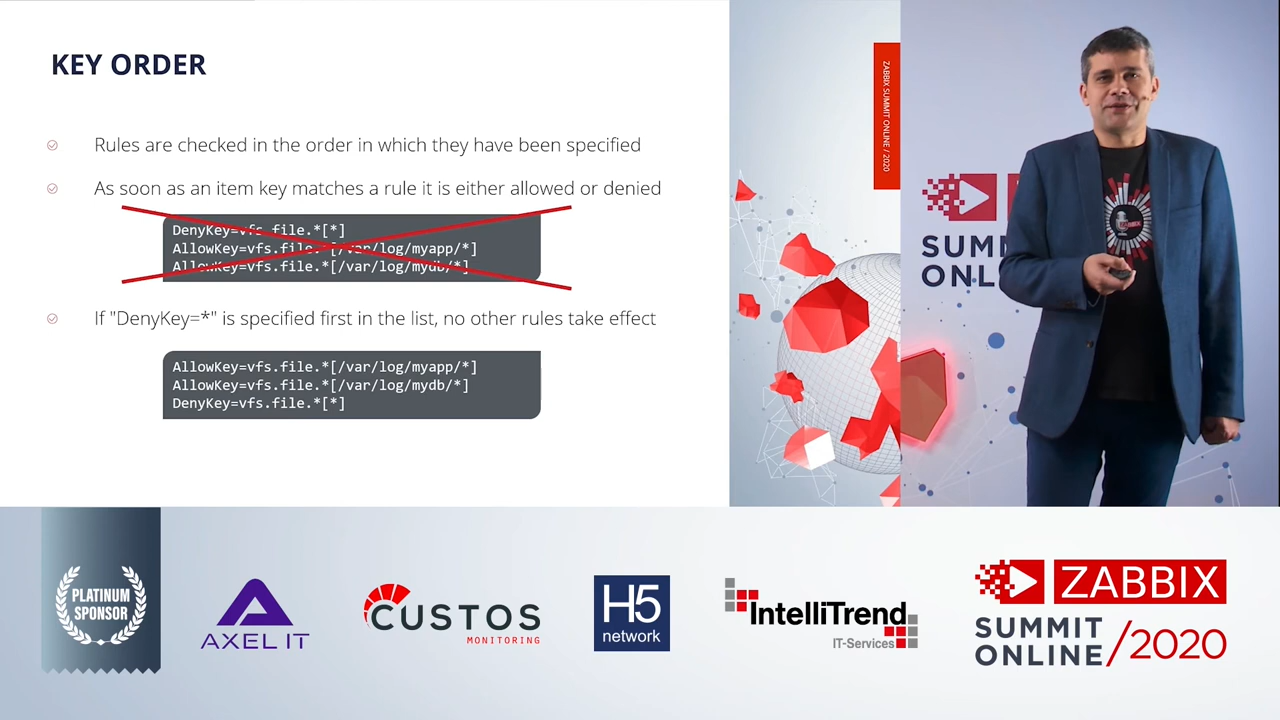 KEY ORDER
Rules are checked in the order in which they have been specified
As soon as an item key matches a rule it is either allowed or denied
DenyKey=vfs.file.*[*]
AllowKey=vfs.file.*[/var/log/myapp/*]
AllowKey=vfs.file.*[/var/log/mydb/*]
If "DenyKey=*" is specified first in the list, no other rules take effect
AllowKey=vfs.file.*[/var/log/myapp/*]
AllowKey=vfs.file.*[/var/log/mydb/*]
DenyKey=vfs.file.*[*]
ZABBIX SUMMIT ONLINE / 2020
ZABBIX
PLATINUM
SPONSOR
AXEL IT
CUSTOS
MONITORING
H5
network
IntelliTrend
IT-Services
ZABBIX
SUMMIT
ONLINE/2020